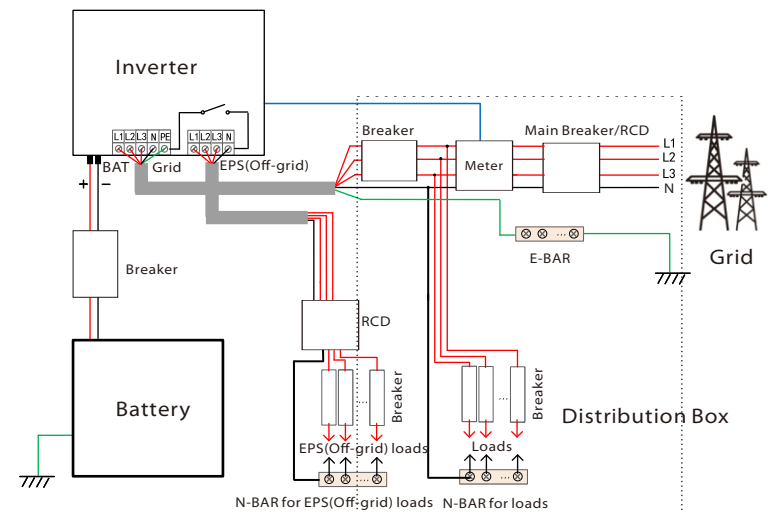 Inverter
L1 L2 L3 N PE
L1 L2 L3 N
BAT
Grid
EPS(Off-grid)
+ −
Breaker
Battery
Breaker
Meter
Main Breaker/RCD
L1
L2
L3
N
Grid
... 
E-BAR
RCD
....
Breaker
EPS(Off-grid) loads
....
N-BAR for EPS(Off-grid) loads
...
Breaker
Loads
...
N-BAR for loads
Distribution Box